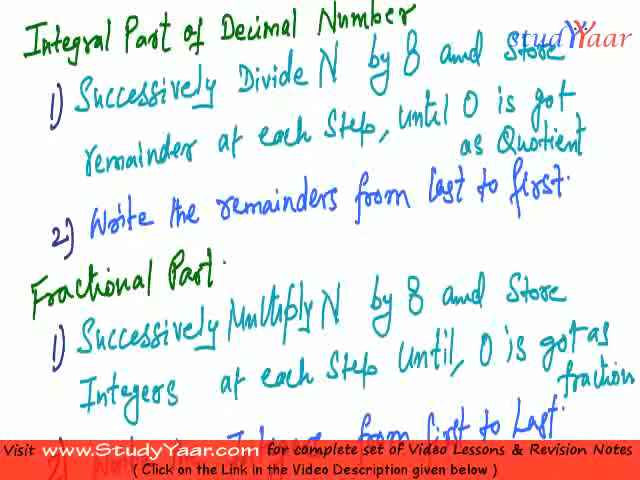 Integral Part of Decimal Number
studYYaar
1) Successively Divide N by 8 and Store
remainder at each Step, until 0 is got
as Quotient
2) Write the remainders from last to first.
Fractional Part.
1) Successively Multiply N by 8 and Store
Integers at each Step Until, 0 is got as
fraction
2) from first to Last.
Visit www.StudyYaar.com for complete set of Video Lessons & Revision Notes
( Click on the Link in the Video Description given below )